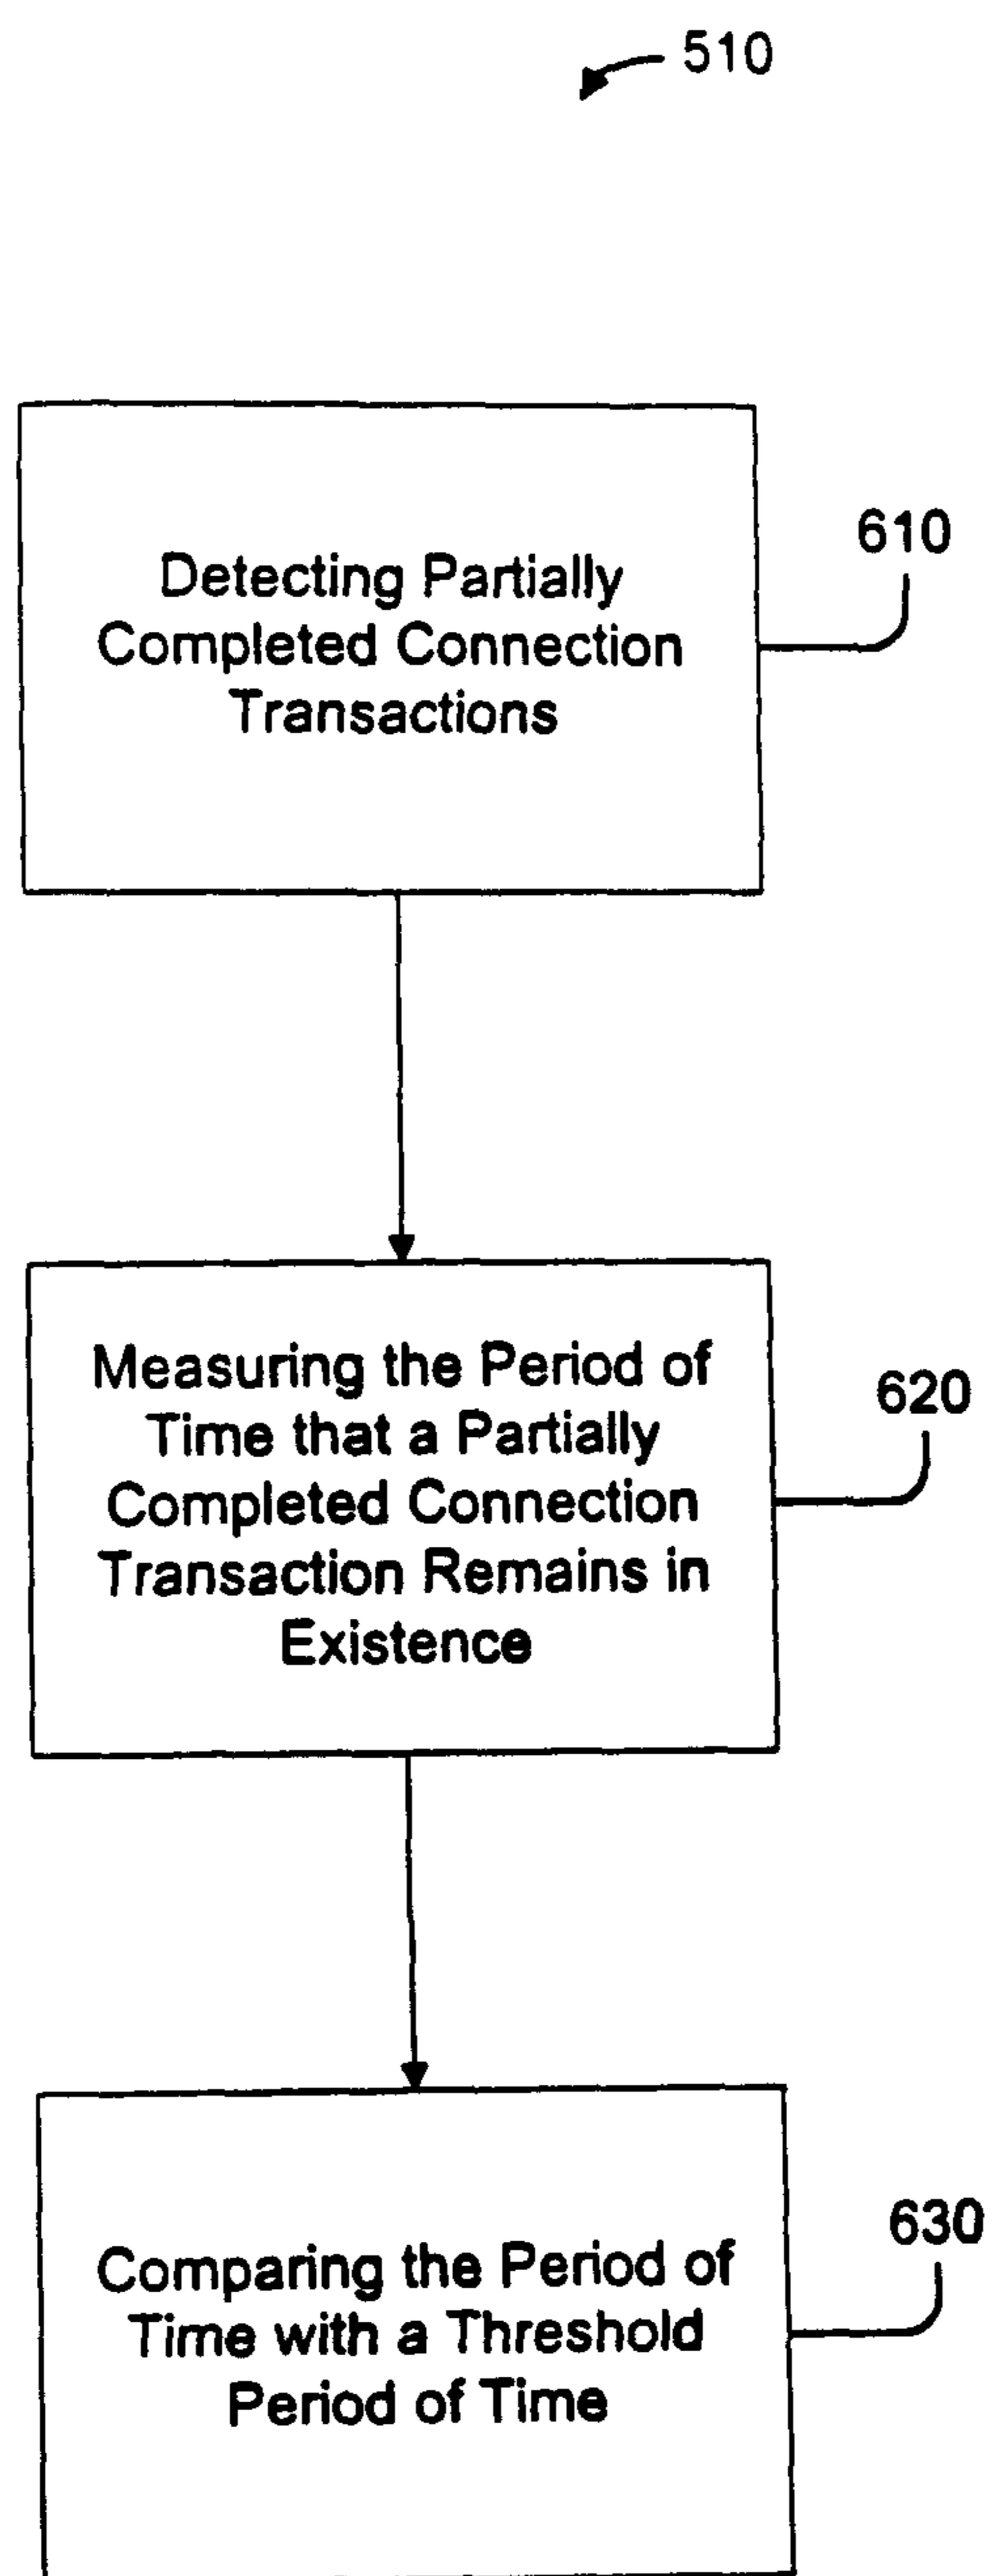 510
Detecting Partially
Completed Connection
Transactions
610
Measuring the Period of
Time that a Partially
Completed Connection
Transaction Remains in
Existence
620
Comparing the Period of
Time with a Threshold
Period of Time
630